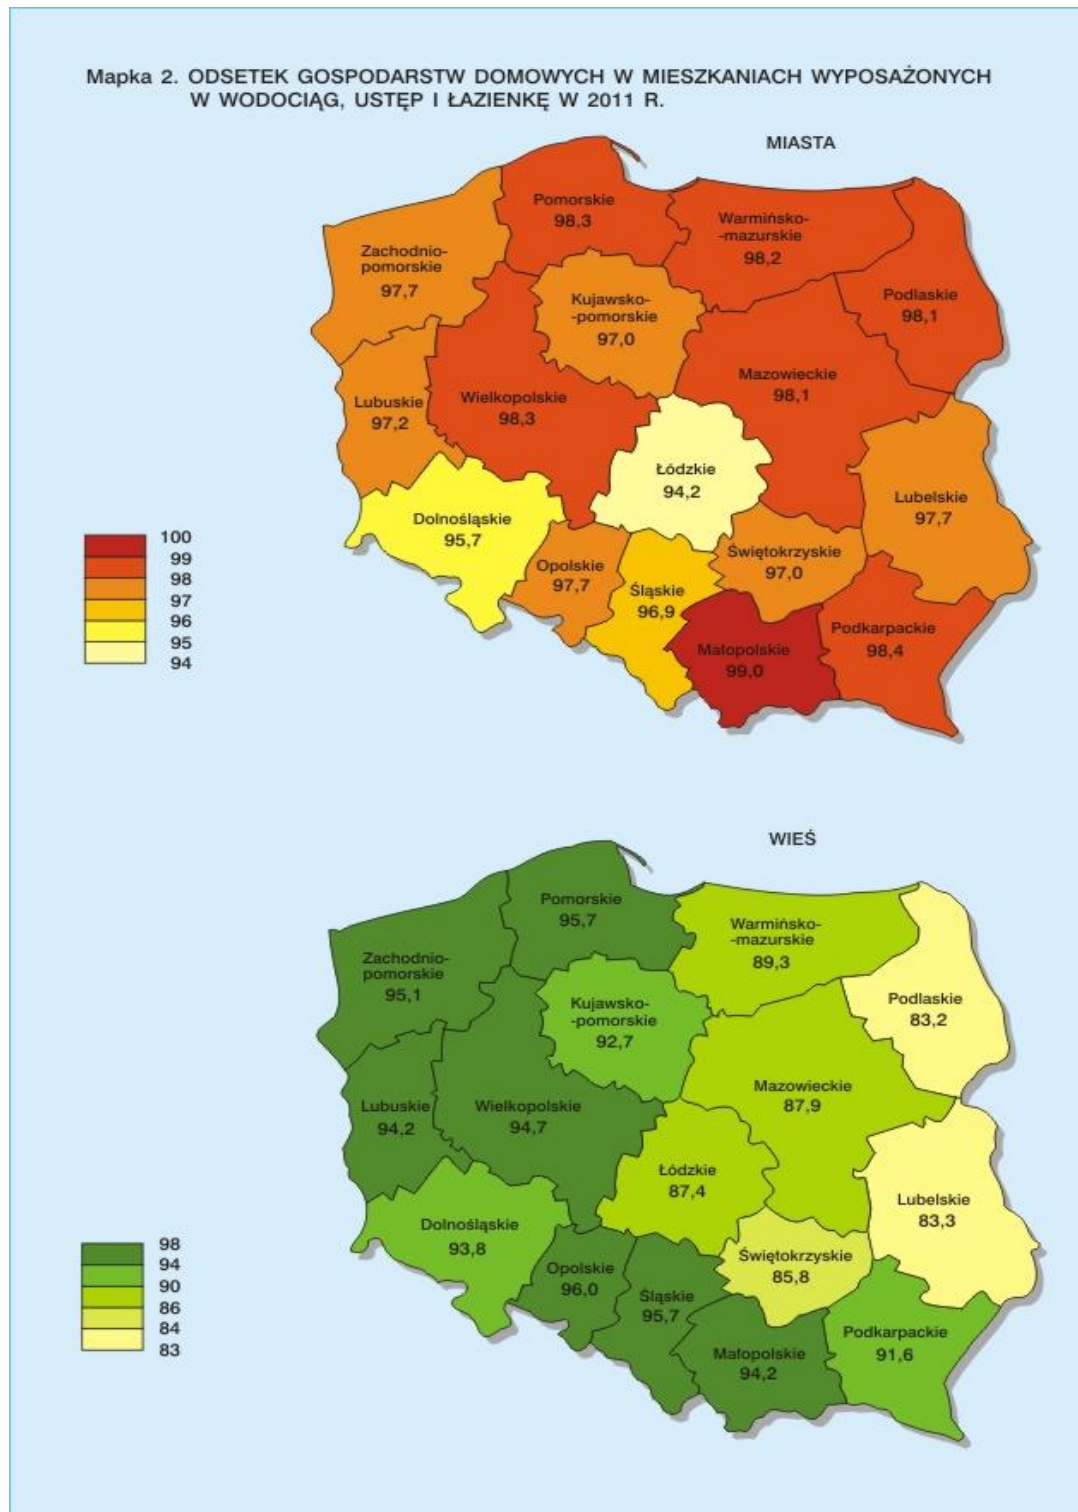 Mapka 2. ODSETEK GOSPODARSTW DOMOWYCH W MIESZKANIACH WYPOSAŻONYCH
W WODOCIĄG, USTĘP I ŁAZIENKĘ W 2011 R.
MIASTA
Pomorskie
98,3
Warmińsko-
-mazurskie
98,2
Zachodnio-
pomorskie
97,7
Kujawsko-
-pomorskie
97,0
Podlaskie
98,1
Mazowieckie
98,1
Lubuskie
97,2
Wielkopolskie
98,3
Łódzkie
94,2
Lubelskie
97,7
Dolnośląskie
95,7
Opolskie
97,7
Śląskie
96,9
Świętokrzyskie
97,0
Małopolskie
99,0
Podkarpackie
98,4
100
99
98
97
96
95
94
WIEŚ
Pomorskie
95,7
Warmińsko-
-mazurskie
89,3
Zachodnio-
pomorskie
95,1
Kujawsko-
-pomorskie
92,7
Podlaskie
83,2
Mazowieckie
87,9
Lubuskie
94,2
Wielkopolskie
94,7
Łódzkie
87,4
Lubelskie
83,3
Dolnośląskie
93,8
Opolskie
96,0
Śląskie
95,7
Świętokrzyskie
85,8
Małopolskie
94,2
Podkarpackie
91,6
98
94
90
86
84
83